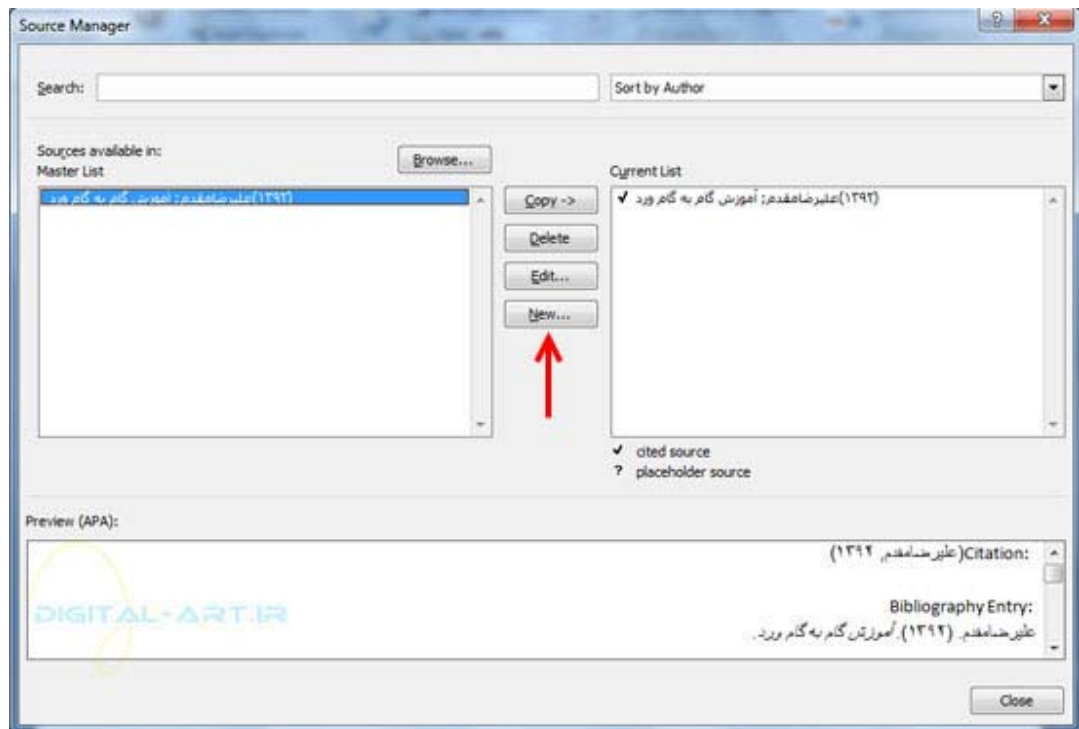 Source Manager
Search:
Sort by Author
Sources available in:
Master List
Browse...
Current List
علیرضامقدم; آموزش گام به گام ورد (۱۳۹۲)
Copy ->
Delete
Edit...
New...
✓ علیرضامقدم; آموزش گام به گام ورد (۱۳۹۲)
✓ cited source
? placeholder source
Preview (APA):
Citation:(علیرضامقدم, ۱۳۹۲)
Bibliography Entry:
علیرضامقدم. (۱۳۹۲). آموزش گام به گام ورد.
DIGITAL-ART.IR
Close